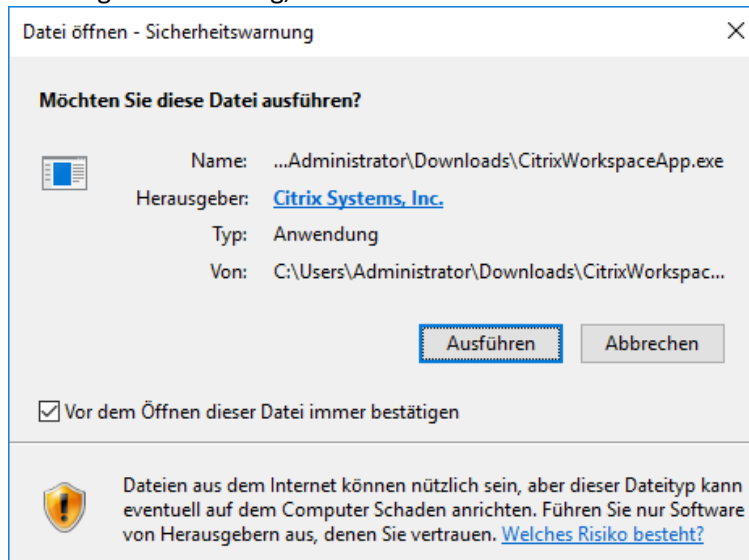 Datei öffnen - Sicherheitswarnung
Möchten Sie diese Datei ausführen?
Name: ...Administrator\Downloads\CitrixWorkspaceApp.exe
Herausgeber: Citrix Systems, Inc.
Typ: Anwendung
Von: C:\Users\Administrator\Downloads\CitrixWorkspac...
Ausführen Abbrechen
Vor dem Öffnen dieser Datei immer bestätigen
Dateien aus dem Internet können nützlich sein, aber dieser Dateityp kann
eventuell auf dem Computer Schaden anrichten. Führen Sie nur Software
von Herausgebern aus, denen Sie vertrauen. Welches Risiko besteht?